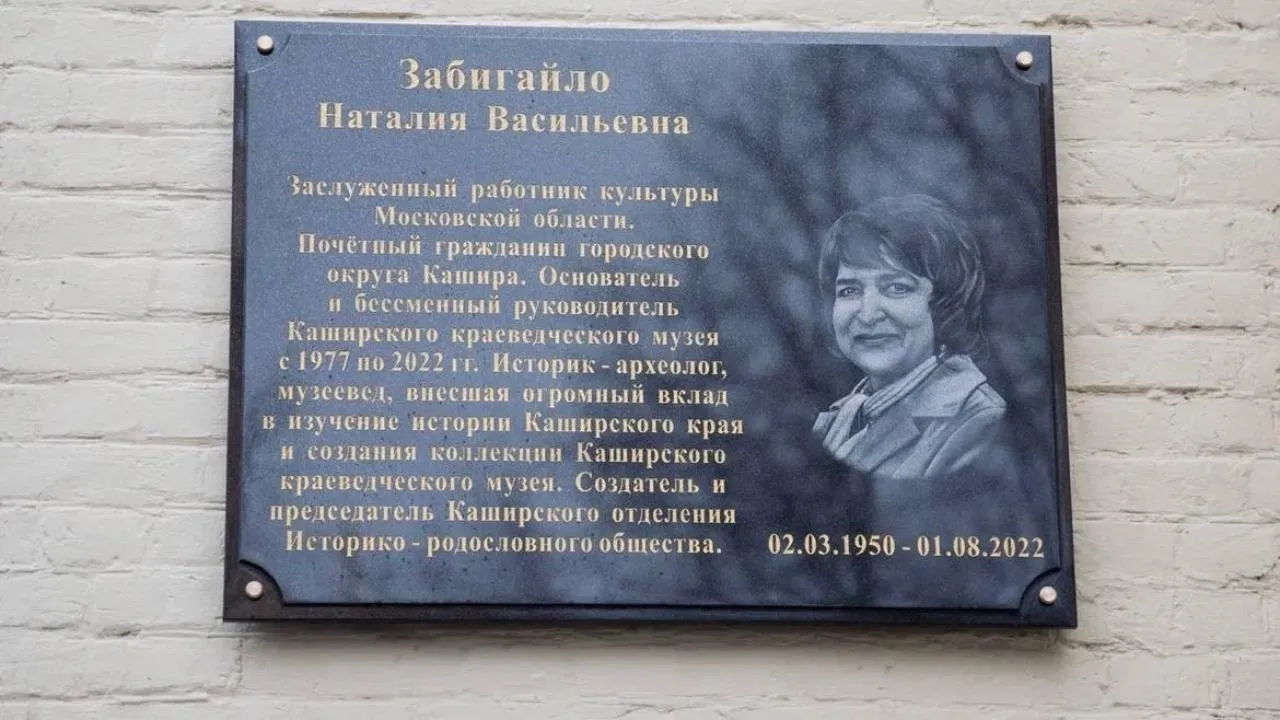 Забигайло
Наталия Васильевна
Заслуженный работник культуры
Московской области.
Почётный гражданин городского
округа Кашира. Основатель
и бессменный руководитель
Каширского краеведческого музея
с 1977 по 2022 гг. Историк - археолог,
музеевед, внесшая огромный вклад
в изучение истории Каширского края
и создания коллекции Каширского
краеведческого музея. Создатель и
председатель Каширского отделения
Историко - родословного общества.
02.03.1950 - 01.08.2022